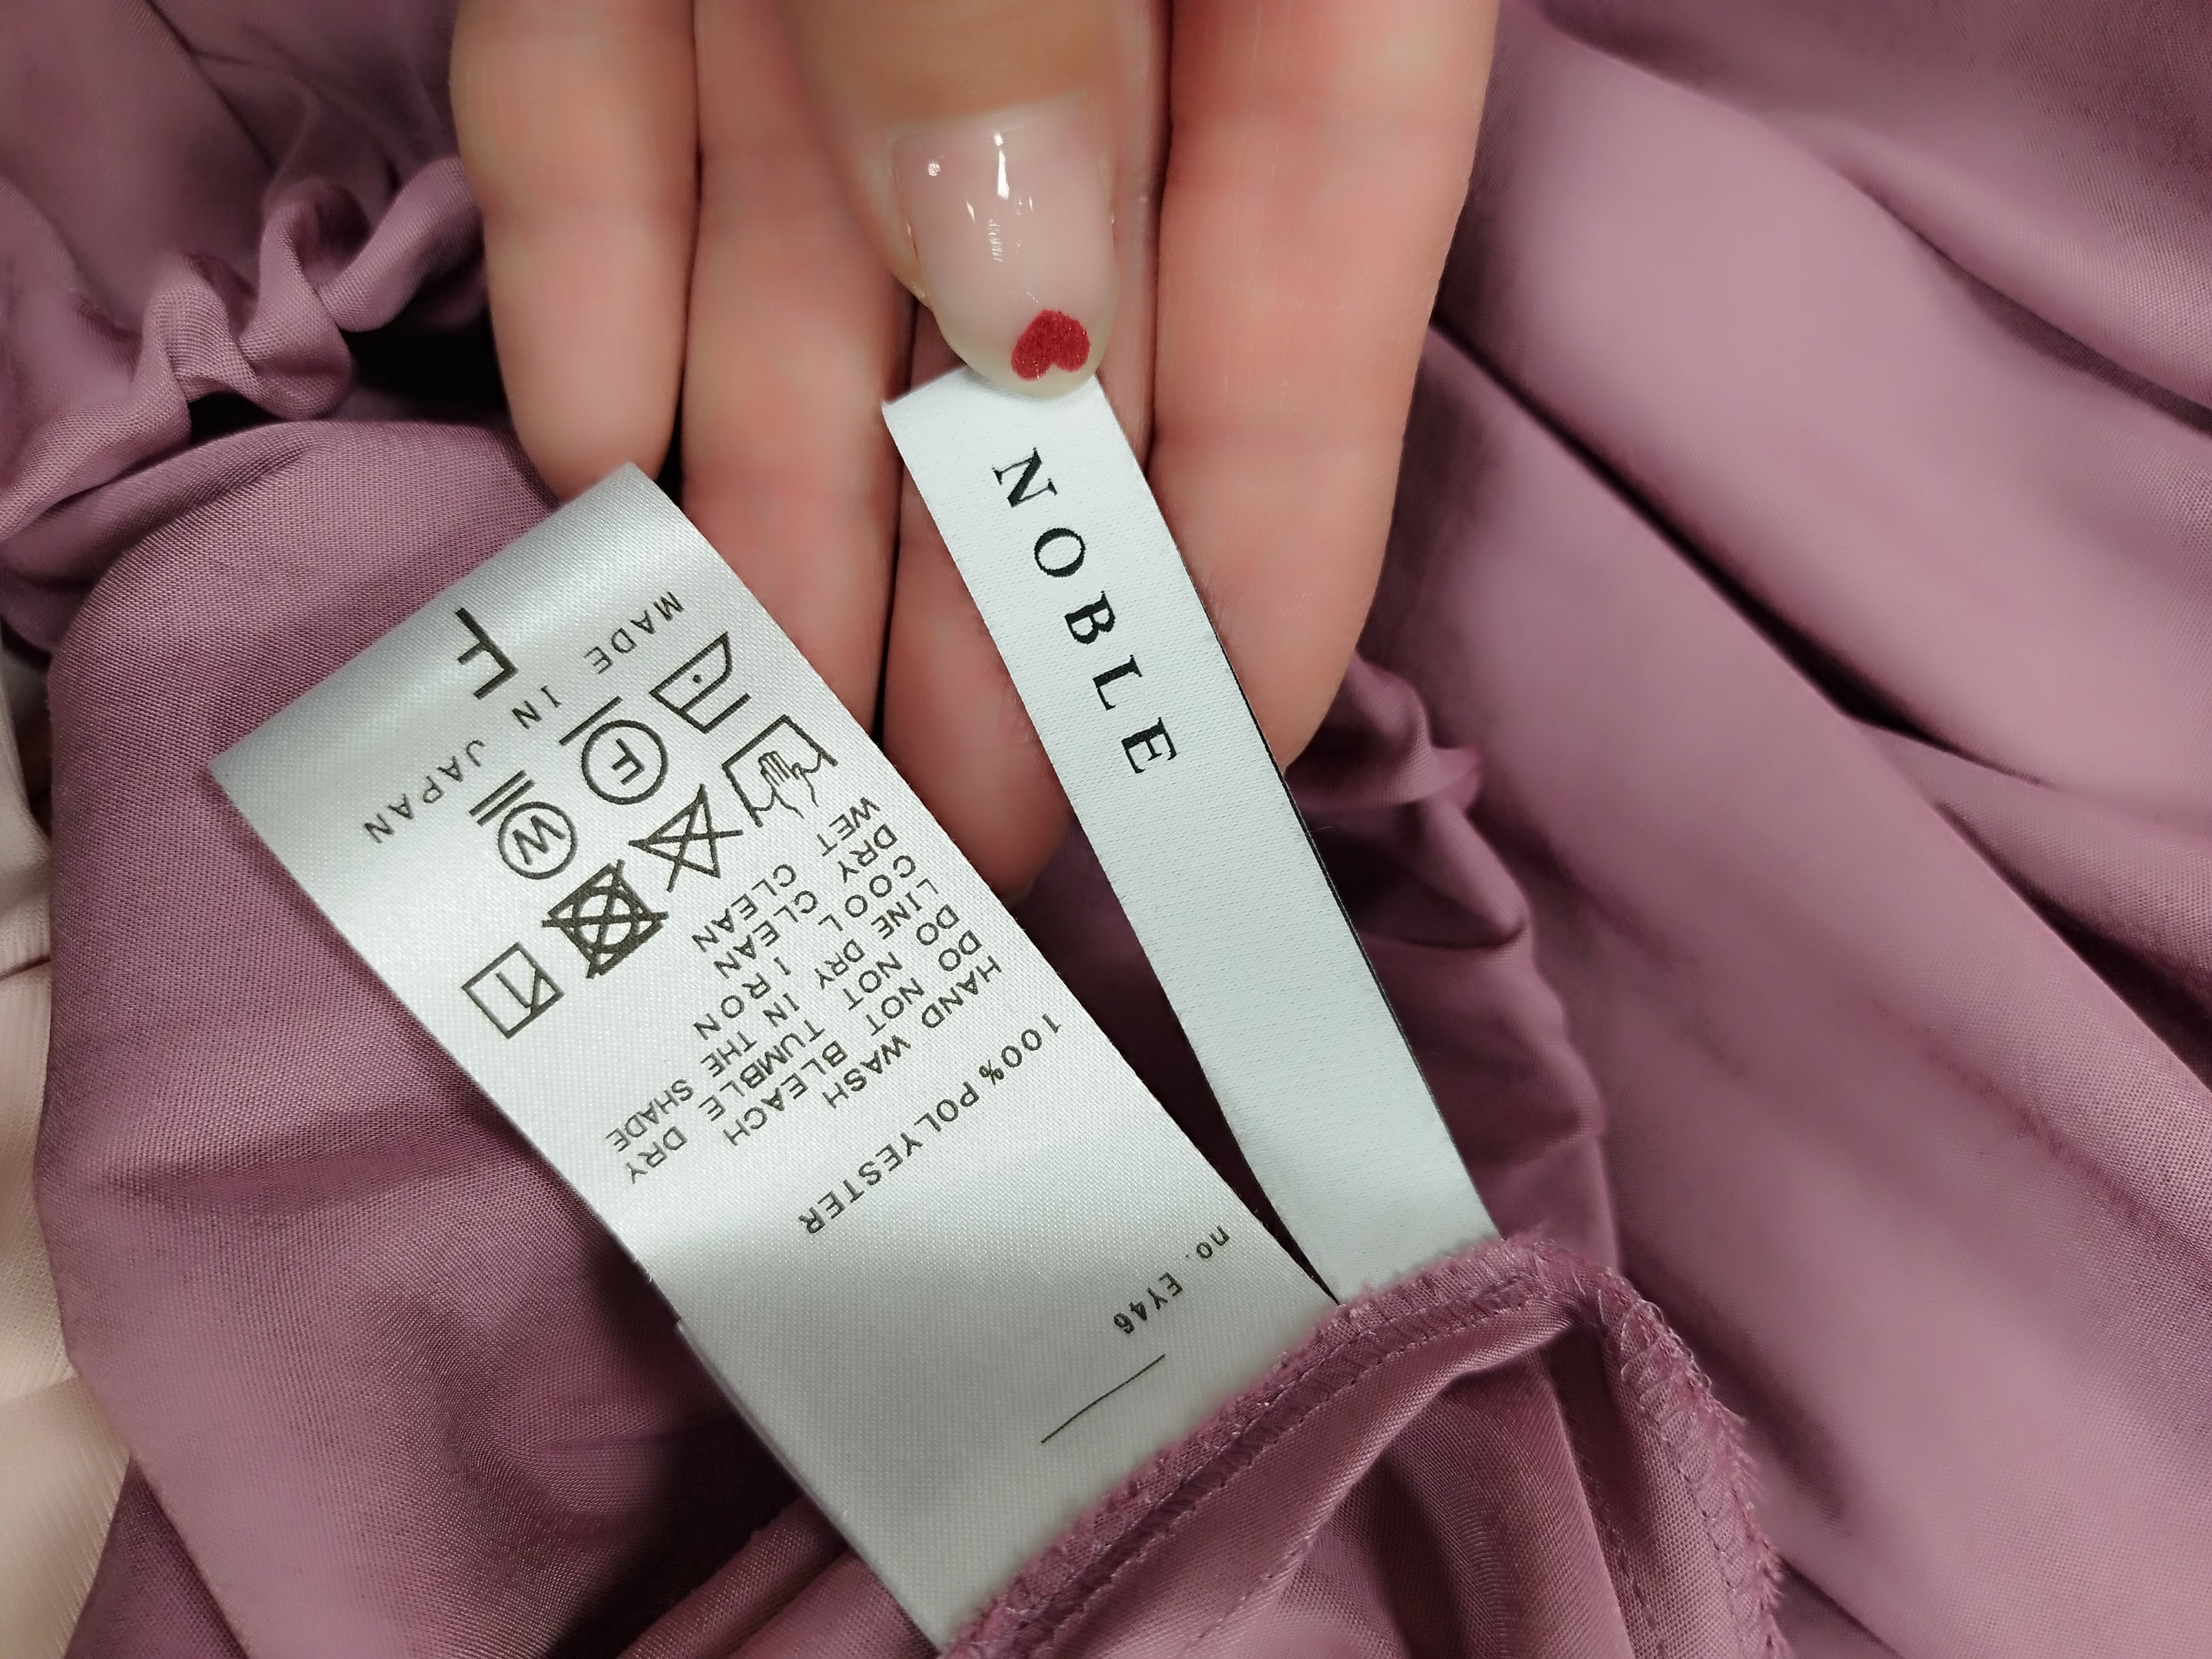 NOBLE
no. EY46
100% POLYESTER
HAND WASH
DO NOT BLEACH
DO NOT TUMBLE DRY
LINE DRY IN THE SHADE
COOL IRON
DRY CLEAN
WET CLEAN
F
W
MADE IN JAPAN
F